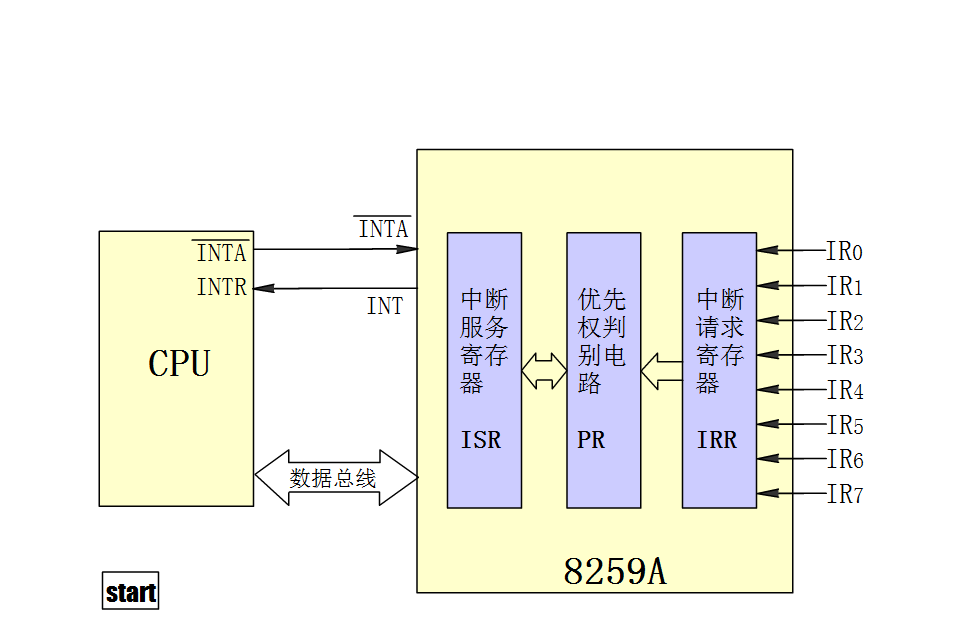 INTA
INTA
INTR
INT
CPU
数据总线
中断
服务
寄存
器
ISR
优先
权判
别电
路
PR
中断
请求
寄存
器
IRR
IR0
IR1
IR2
IR3
IR4
IR5
IR6
IR7
8259A
start